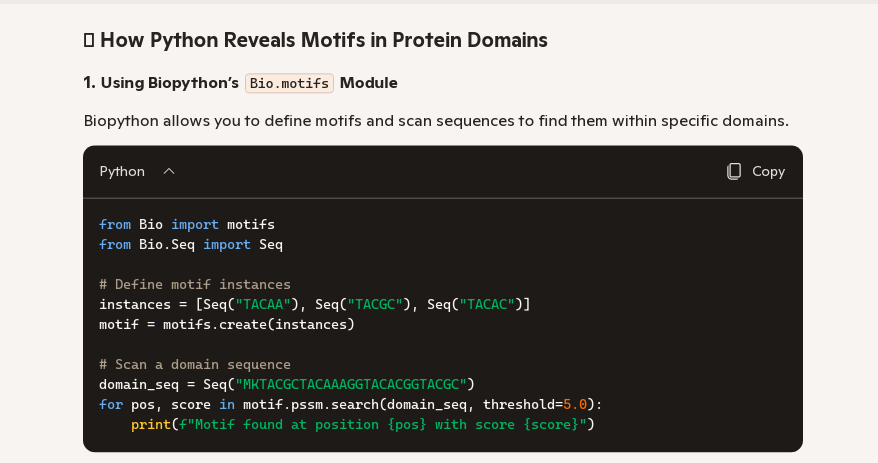 How Python Reveals Motifs in Protein Domains
1. Using Biopython’s Bio.motifs Module
Biopython allows you to define motifs and scan sequences to find them within specific domains.
Python
Copy
from Bio import motifs
from Bio.Seq import Seq
# Define motif instances
instances = [Seq("TACAA"), Seq("TACGC"), Seq("TACAC")]
motif = motifs.create(instances)
# Scan a domain sequence
domain_seq = Seq("MKTACGCTACAAAGGTACACGGTACGC")
for pos, score in motif.pssm.search(domain_seq, threshold=5.0):
    print(f"Motif found at position {pos} with score {score}")